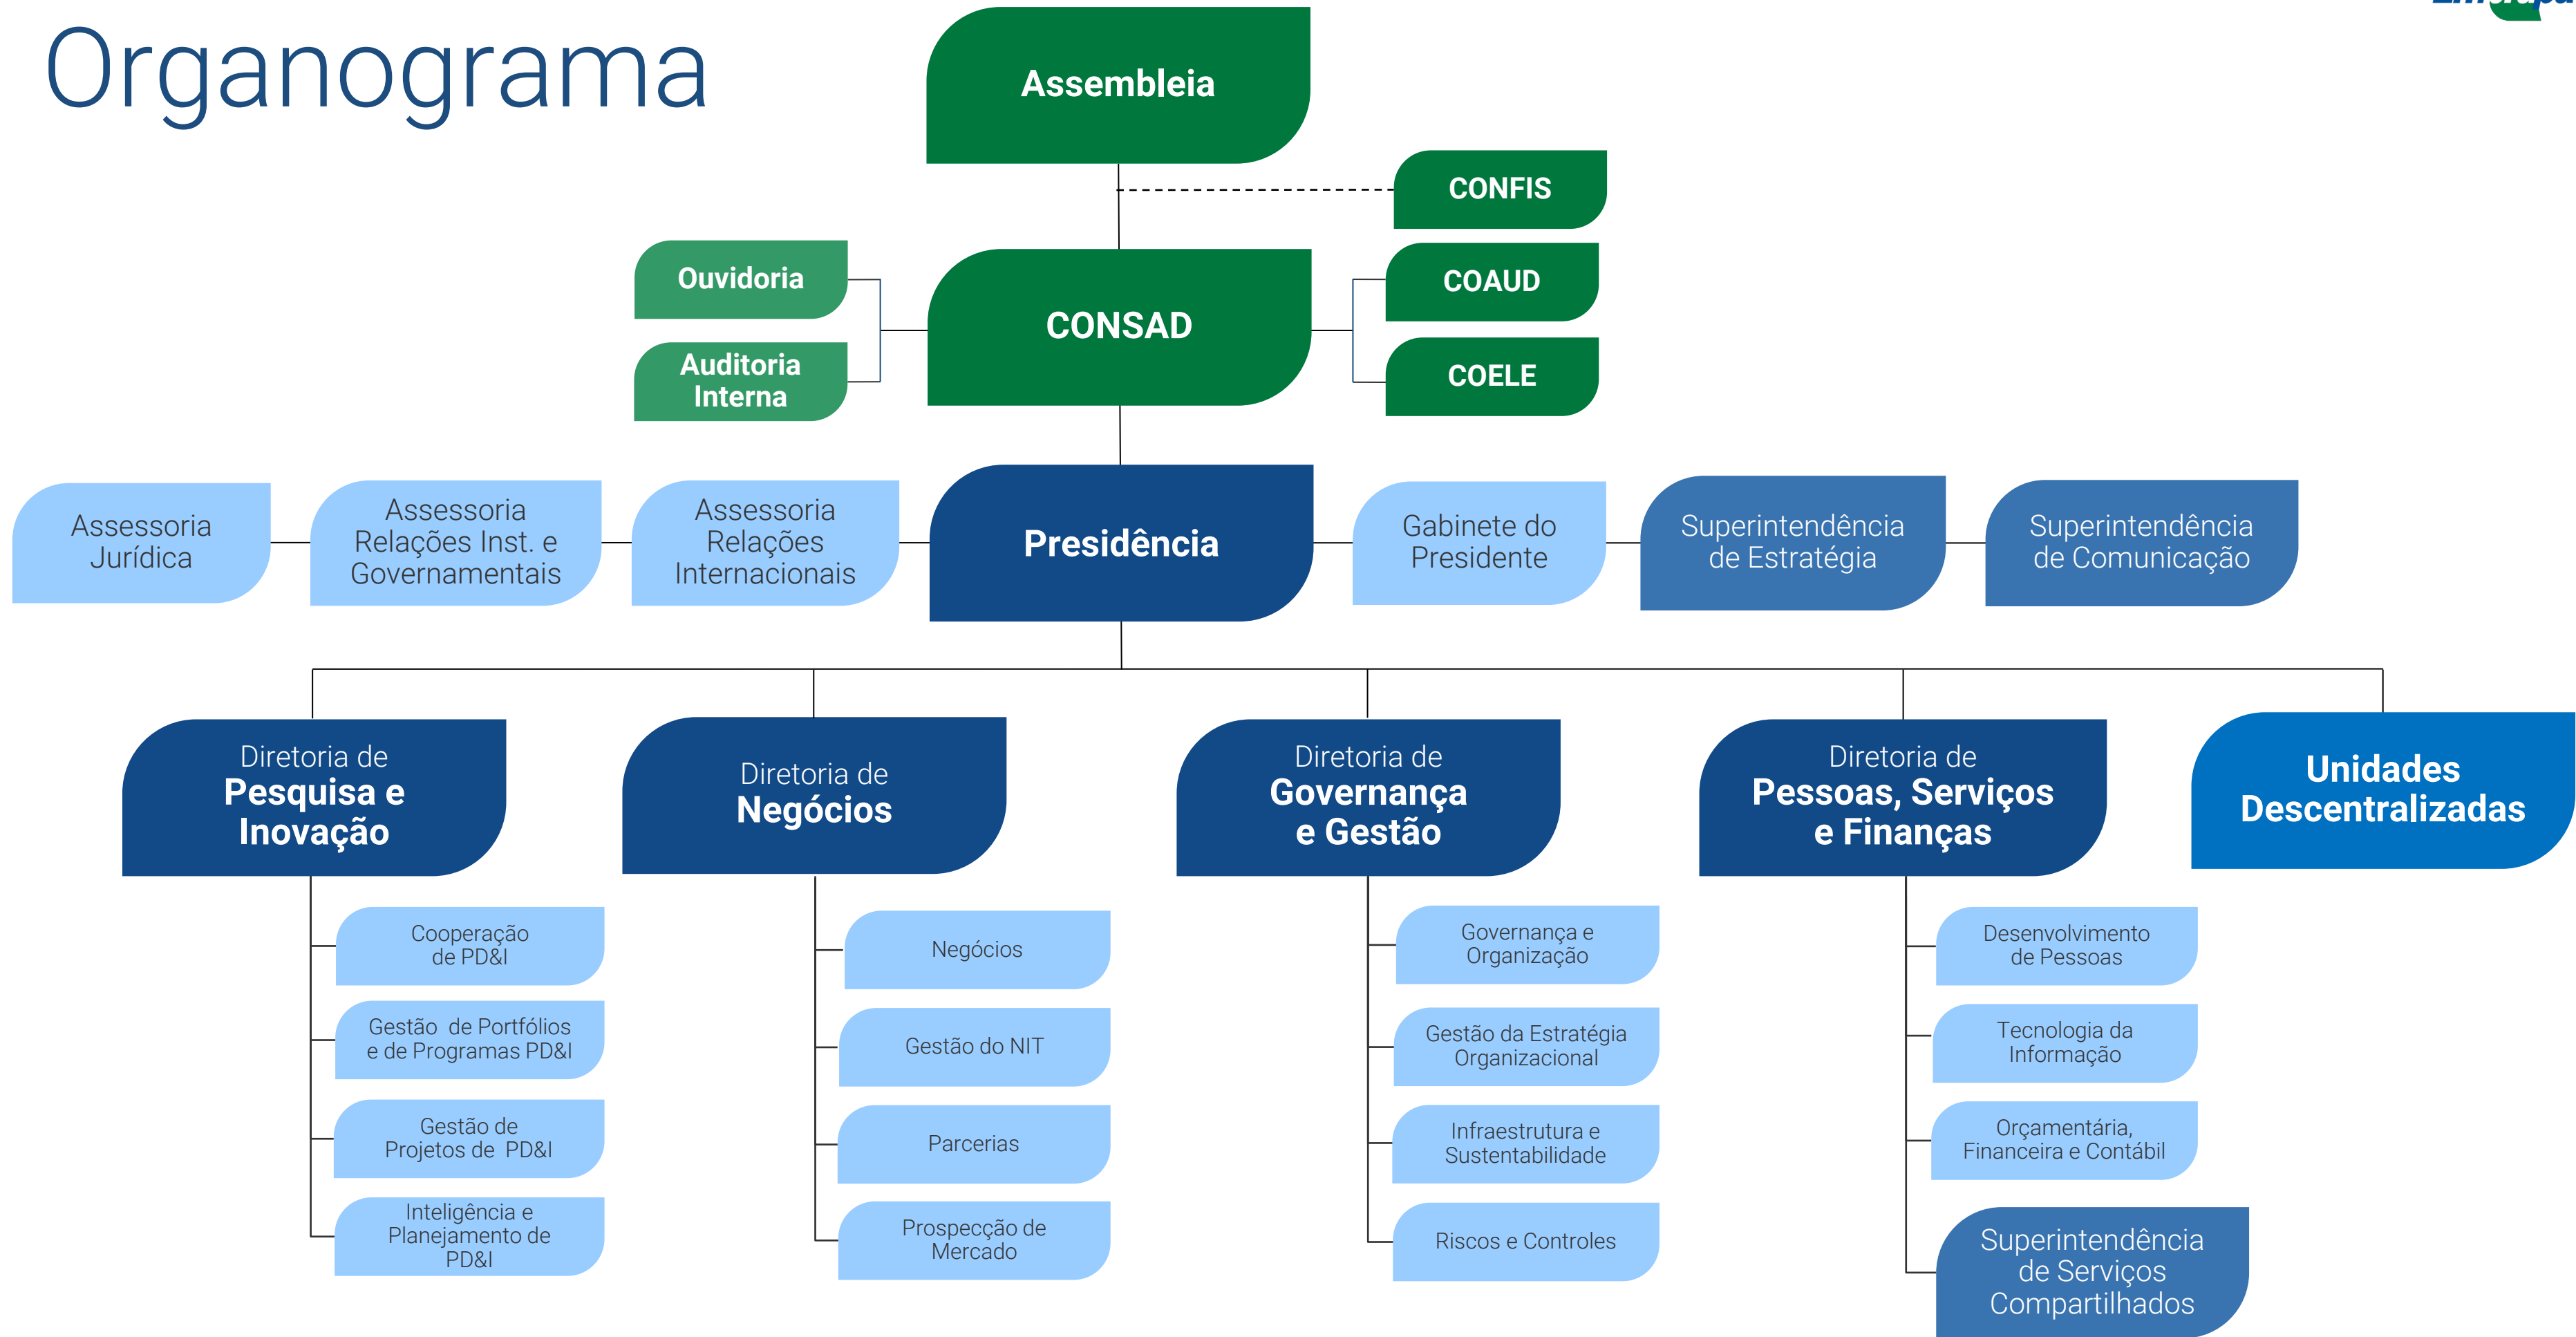 Organograma
Assembleia
CONFIS
Ouvidoria
Auditoria
Interna
CONSAD
COAUD
COELE
Assessoria
Jurídica
Assessoria
Relações Inst. e
Governamentais
Assessoria
Relações
Internacionais
Presidência
Gabinete do
Presidente
Superintendência
de Estratégia
Superintendência
de Comunicação
Diretoria de
Pesquisa e
Inovação
Diretoria de
Negócios
Diretoria de
Governança
e Gestão
Diretoria de
Pessoas, Serviços
e Finanças
Unidades
Descentralizadas
Cooperação
de PD&I
Gestão de Portfólios
e de Programas PD&I
Gestão de
Projetos de PD&I
Inteligência e
Planejamento de
PD&I
Negócios
Gestão do NIT
Parcerias
Prospecção de
Mercado
Governança e
Organização
Gestão da Estratégia
Organizacional
Infraestrutura e
Sustentabilidade
Riscos e Controles
Desenvolvimento
de Pessoas
Tecnologia da
Informação
Orçamentária,
Financeira e Contábil
Superintendência
de Serviços
Compartilhados